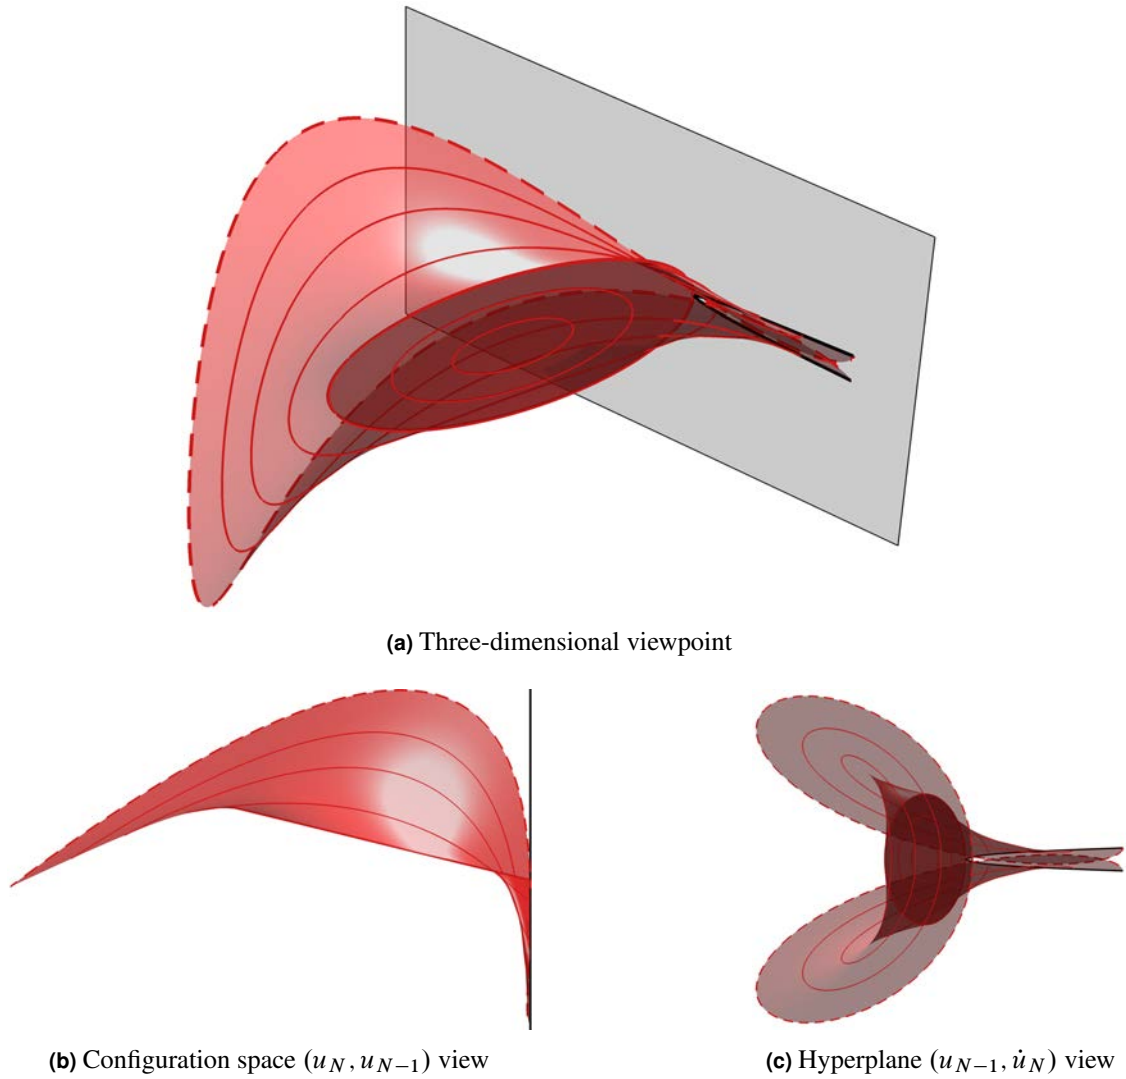 (a) Three-dimensional viewpoint
(b) Configuration space (u_N, u_{N−1}) view
(c) Hyperplane (u_{N−1}, u̇_N) view